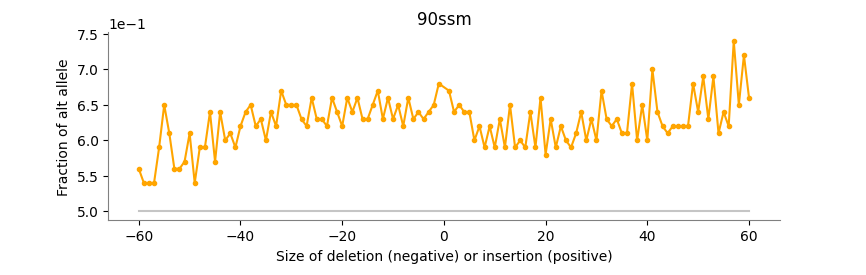 90ssm
1e−1
7.5
7.0
6.5
6.0
5.5
5.0
Fraction of alt allele
−60 −40 −20 0 20 40 60
Size of deletion (negative) or insertion (positive)